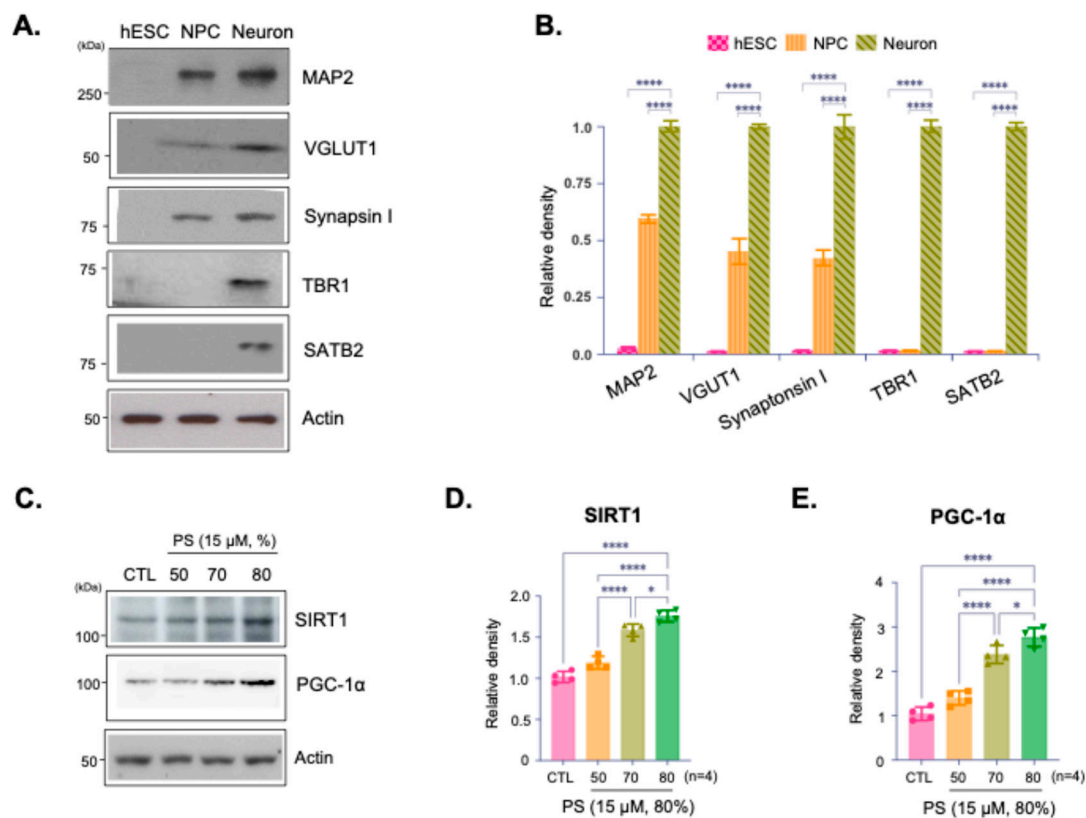 A.
hESC NPC Neuron
(kDa)
250
MAP2
50
VGLUT1
75
Synapsin I
75
TBR1
75
SATB2
50
Actin
B.
hESC NPC Neuron
**** **** **** **** ****
**** **** **** **** ****
Relative density
1.0
0.75
0.5
0.25
0.0
MAP2 VGUT1 Synaptonsin I TBR1 SATB2
C.
PS (15 µM, %)
CTL 50 70 80
(kDa)
100
SIRT1
100
PGC-1α
50
Actin
D.
SIRT1
****
****
**** *
Relative density
2.0
1.5
1.0
0.5
0.0
CTL 50 70 80 (n=4)
PS (15 µM, 80%)
E.
PGC-1α
****
****
**** *
Relative density
4
3
2
1
0
CTL 50 70 80 (n=4)
PS (15 µM, 80%)